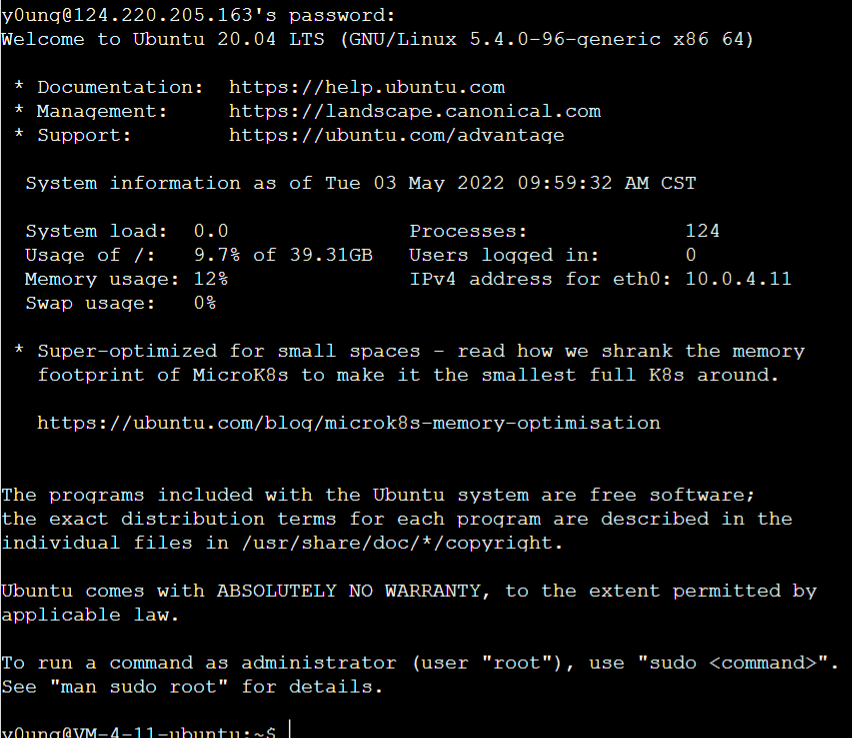 y0ung@124.220.205.163's password:
Welcome to Ubuntu 20.04 LTS (GNU/Linux 5.4.0-96-generic x86 64)
* Documentation: https://help.ubuntu.com
* Management: https://landscape.canonical.com
* Support: https://ubuntu.com/advantage
System information as of Tue 03 May 2022 09:59:32 AM CST
System load: 0.0 Processes: 124
Usage of /: 9.7% of 39.31GB Users logged in: 0
Memory usage: 12% IPv4 address for eth0: 10.0.4.11
Swap usage: 0%
* Super-optimized for small spaces - read how we shrank the memory
footprint of MicroK8s to make it the smallest full K8s around.
https://ubuntu.com/blog/microk8s-memory-optimisation
The programs included with the Ubuntu system are free software;
the exact distribution terms for each program are described in the
individual files in /usr/share/doc/*/copyright.
Ubuntu comes with ABSOLUTELY NO WARRANTY, to the extent permitted by
applicable law.
To run a command as administrator (user "root"), use "sudo <command>".
See "man sudo root" for details.
y0ung@VM-4-11-ubuntu:~$